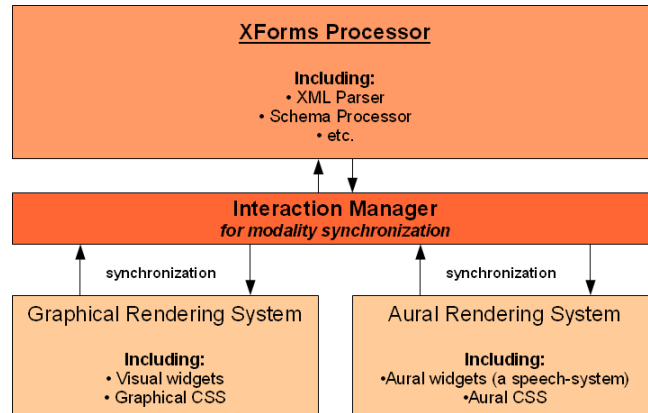 XForms Processor
Including:
• XML Parser
• Schema Processor
• etc.
Interaction Manager
for modality synchronization
synchronization
synchronization
Graphical Rendering System
Including:
• Visual widgets
• Graphical CSS
Aural Rendering System
Including:
•Aural widgets (a speech-system)
•Aural CSS